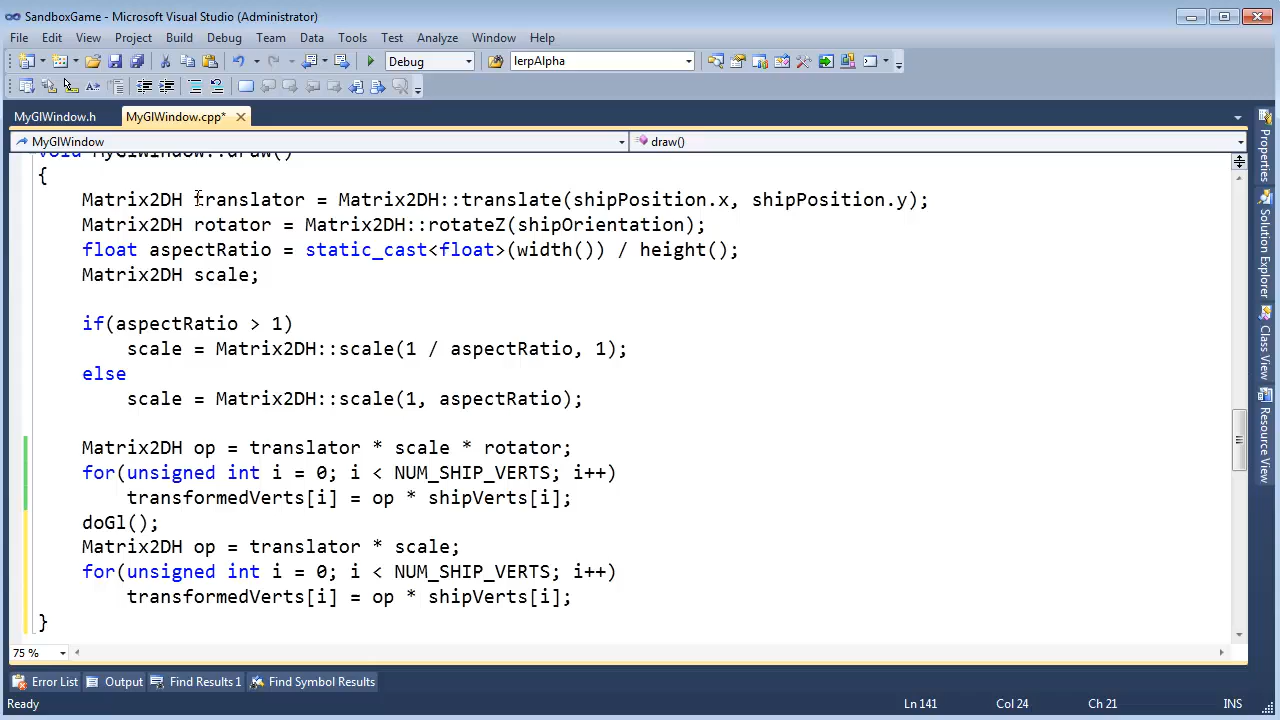 SandboxGame - Microsoft Visual Studio (Administrator)
File Edit View Project Build Debug Team Data Tools Test Analyze Window Help
Debug lerpAlpha
MyGlWindow.h MyGlWindow.cpp*
MyGlWindow draw()
void MyGlWindow::draw()
{
Matrix2DH translator = Matrix2DH::translate(shipPosition.x, shipPosition.y);
Matrix2DH rotator = Matrix2DH::rotateZ(shipOrientation);
float aspectRatio = static_cast<float>(width()) / height();
Matrix2DH scale;
if(aspectRatio > 1)
scale = Matrix2DH::scale(1 / aspectRatio, 1);
else
scale = Matrix2DH::scale(1, aspectRatio);
Matrix2DH op = translator * scale * rotator;
for(unsigned int i = 0; i < NUM_SHIP_VERTS; i++)
transformedVerts[i] = op * shipVerts[i];
doGl();
Matrix2DH op = translator * scale;
for(unsigned int i = 0; i < NUM_SHIP_VERTS; i++)
transformedVerts[i] = op * shipVerts[i];
}
75 %
Properties
Solution Explorer
Class View
Resource View
Error List Output Find Results 1 Find Symbol Results
Ready Ln 141 Col 24 Ch 21 INS